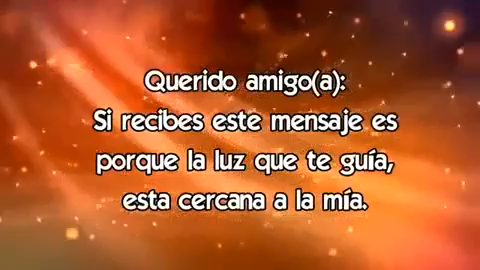 Querido amigo(a):
Si recibes este mensaje es
porque la luz que te guía,
esta cercana a la mía.